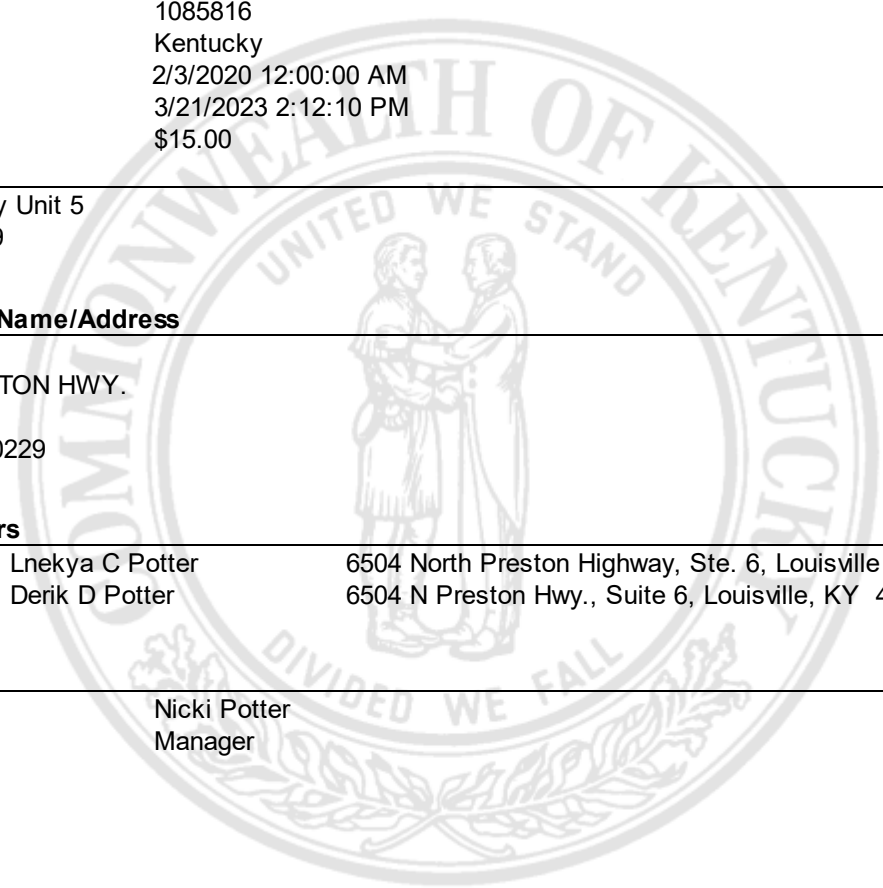 1085816
Kentucky
2/3/2020 12:00:00 AM
3/21/2023 2:12:10 PM
$15.00
y Unit 5
9
Name/Address
TON HWY.
0229
rs
Lnekya C Potter 6504 North Preston Highway, Ste. 6, Louisville
Derik D Potter 6504 N Preston Hwy., Suite 6, Louisville, KY 4
Nicki Potter
Manager
COMMONWEALTH OF KENTUCKY
UNITED WE STAND
DIVIDED WE FALL